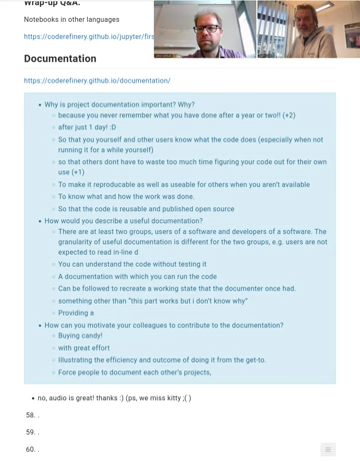 Wrap-up Q&A:
Notebooks in other languages
https://coderefinery.github.io/jupyter/firs
Documentation
https://coderefinery.github.io/documentation/
• Why is project documentation important? Why?
◦ because you never remember what you have done after a year or two!! (+2)
◦ after just 1 day! :D
◦ So that you yourself and other users know what the code does (especially when not
running it for a while yourself)
◦ so that others dont have to waste too much time figuring your code out for their own
use (+1)
◦ To make it reproducable as well as useable for others when you aren't available
◦ To know what and how the work was done.
◦ So that the code is reusable and published open source
• How would you describe a useful documentation?
◦ There are at least two groups, users of a software and developers of a software. The
granularity of useful documentation is different for the two groups, e.g. users are not
expected to read in-line d
◦ You can understand the code without testing it
◦ A documentation with which you can run the code
◦ Can be followed to recreate a working state that the documenter once had.
◦ something other than "this part works but i don't know why"
◦ Providing a
• How can you motivate your colleagues to contribute to the documentation?
◦ Buying candy!
◦ with great effort
◦ Illustrating the efficiency and outcome of doing it from the get-to.
◦ Force people to document each other's projects,
• no, audio is great! thanks :) (ps, we miss kitty ;( )
58. .
59. .
60. .